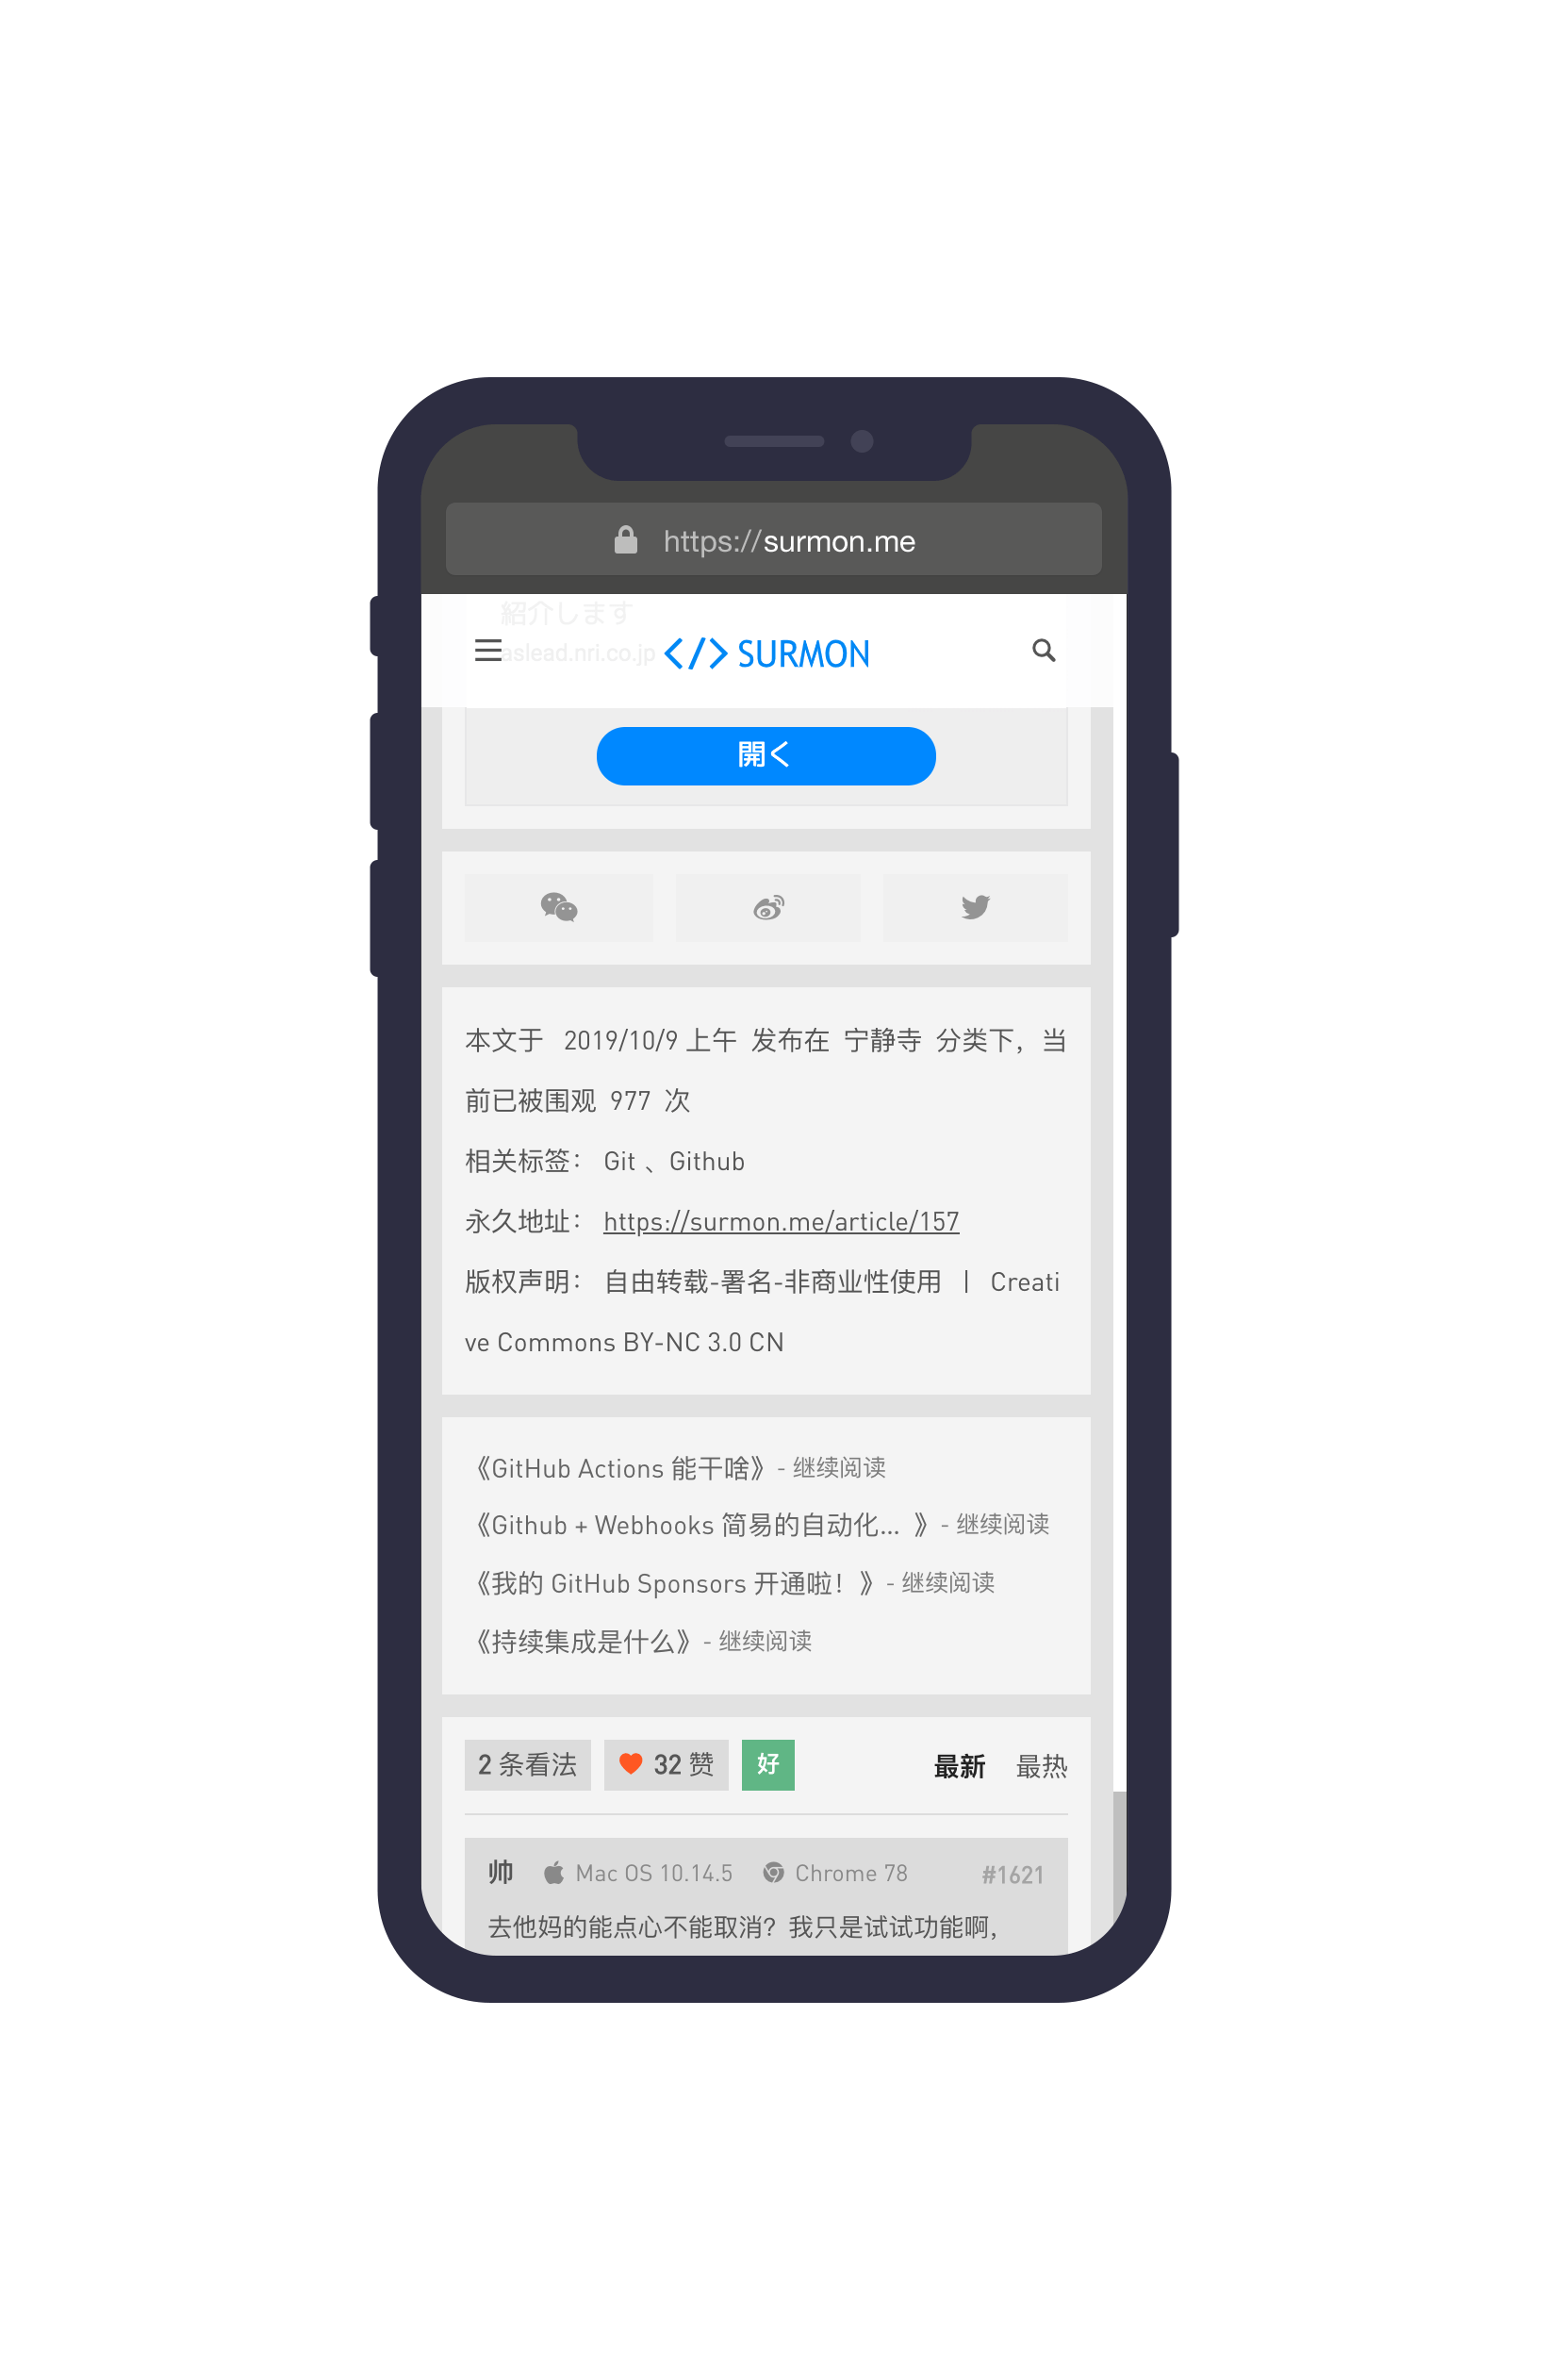 https://surmon.me
紹介します
aslead.nri.co.jp
</> SURMON
開く
本文于 2019/10/9 上午 发布在 宁静寺 分类下，当
前已被围观 977 次
相关标签： Git 、Github
永久地址： https://surmon.me/article/157
版权声明： 自由转载-署名-非商业性使用 | Creati
ve Commons BY-NC 3.0 CN
《GitHub Actions 能干啥》- 继续阅读
《Github + Webhooks 简易的自动化... 》- 继续阅读
《我的 GitHub Sponsors 开通啦！》- 继续阅读
《持续集成是什么》- 继续阅读
2 条看法 32 赞 好 最新 最热
帅 Mac OS 10.14.5 Chrome 78 #1621
去他妈的能点心不能取消？我只是试试功能啊，